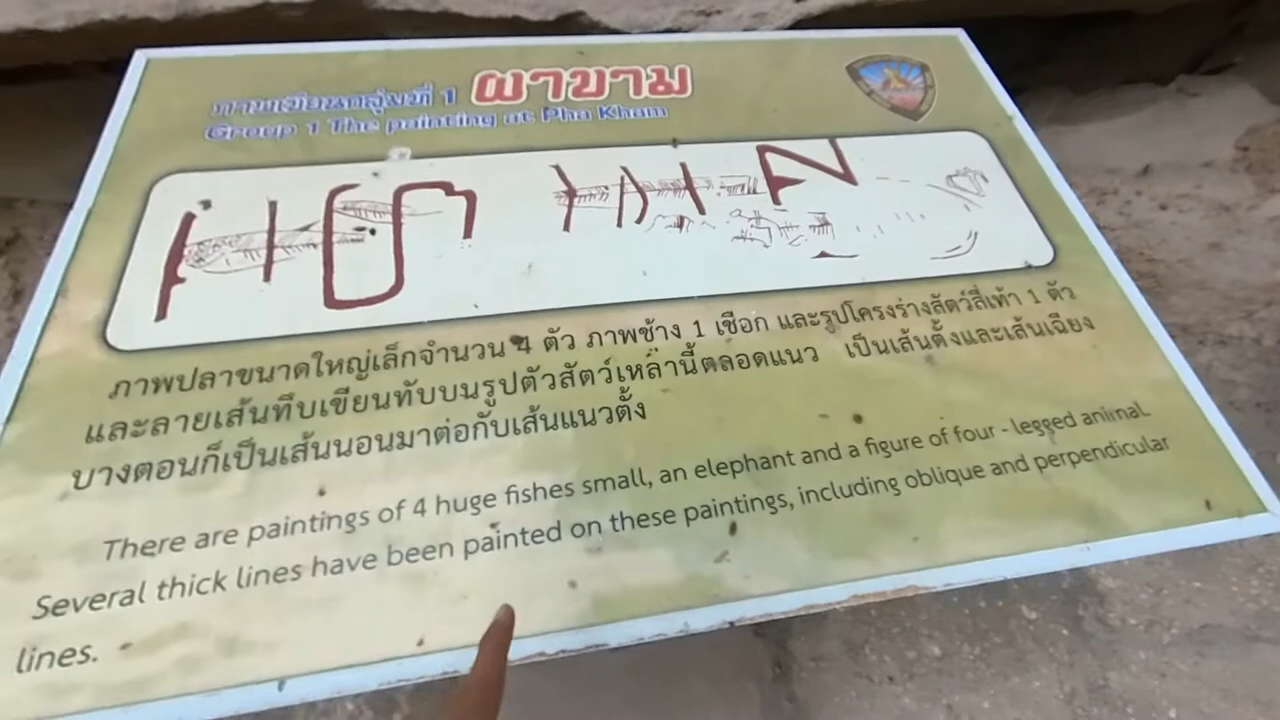 ภาพเขียนกลุ่มที่ 1 ผาขาม
Group 1 The painting at Pha Kham
ภาพปลาขนาดใหญ่เล็กจำนวน 4 ตัว ภาพช้าง 1 เชือก และรูปโครงร่างสัตว์สี่เท้า 1 ตัว
และลายเส้นทึบเขียนทับบนรูปตัวสัตว์เหล่านี้ตลอดแนว เป็นเส้นตั้งและเส้นเฉียง
บางตอนก็เป็นเส้นนอนมาต่อกับเส้นแนวตั้ง
There are paintings of 4 huge fishes small, an elephant and a figure of four - legged animal.
Several thick lines have been painted on these paintings, including oblique and perpendicular
lines.